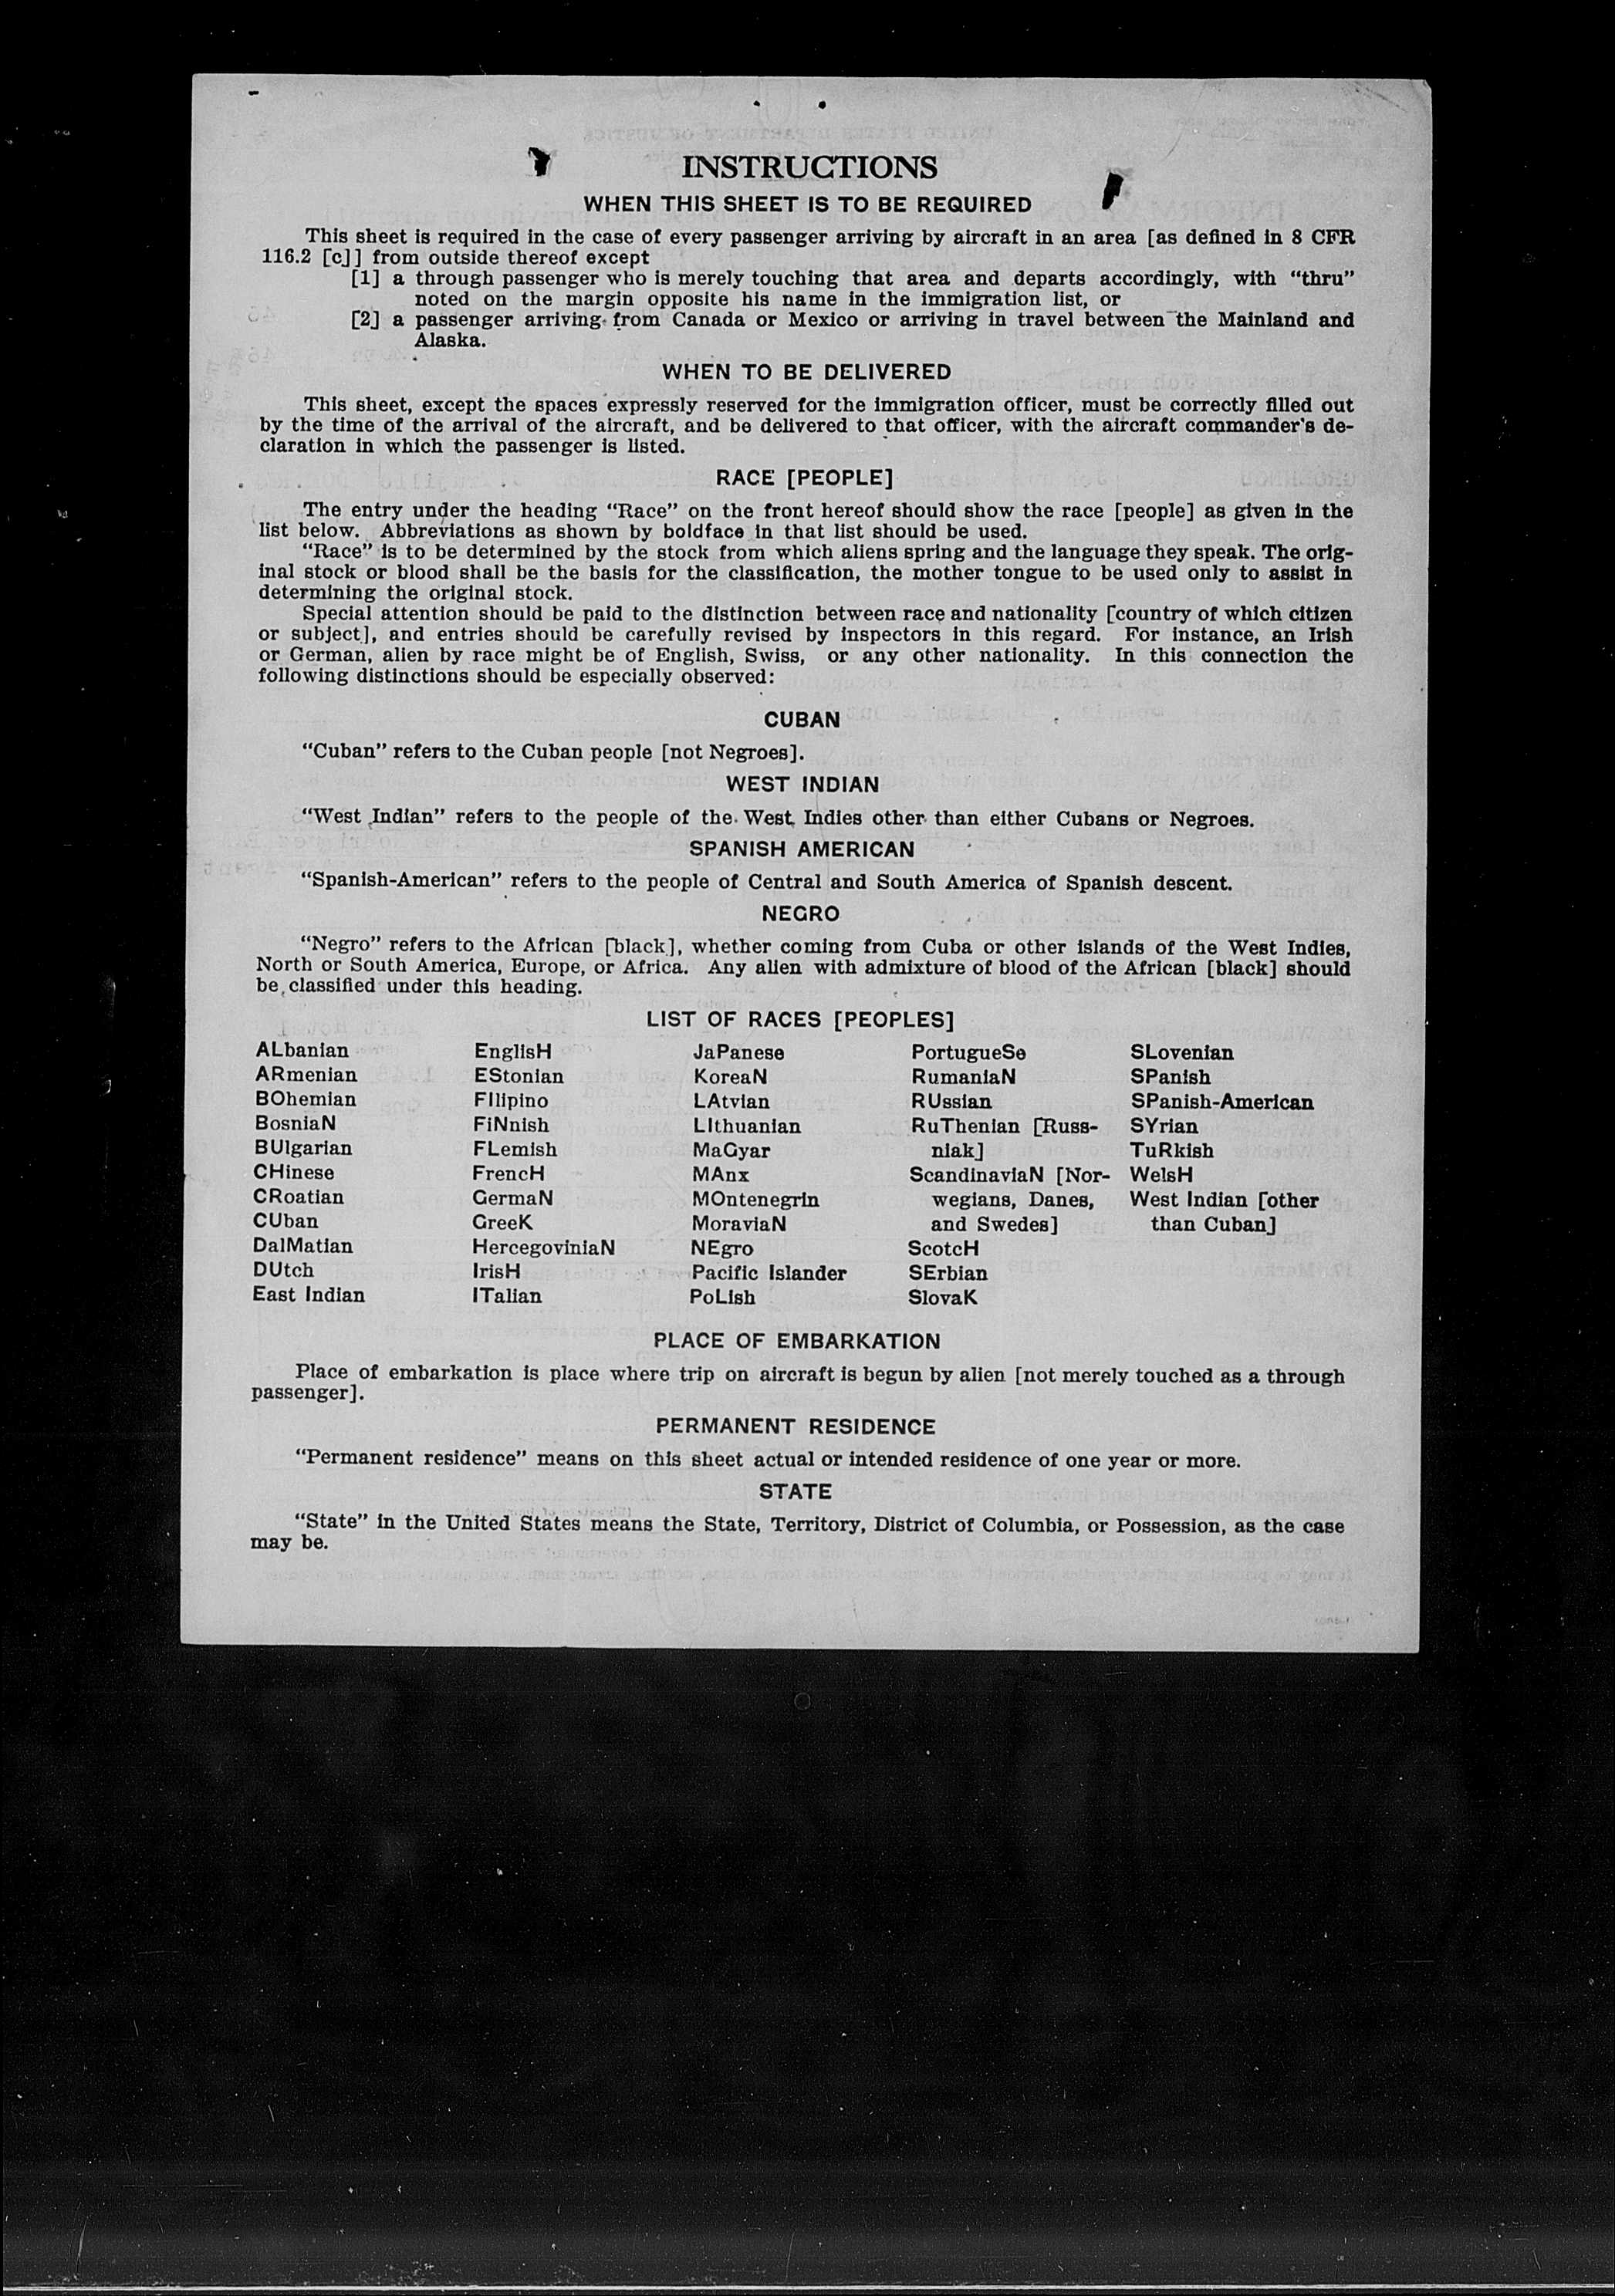 INSTRUCTIONS
WHEN THIS SHEET IS TO BE REQUIRED
This sheet is required in the case of every passenger arriving by aircraft in an area [as defined in 8 CFR
116.2 [c]] from outside thereof except
[1] a through passenger who is merely touching that area and departs accordingly, with “thru”
noted on the margin opposite his name in the immigration list, or
[2] a passenger arriving from Canada or Mexico or arriving in travel between the Mainland and
Alaska.
WHEN TO BE DELIVERED
This sheet, except the spaces expressly reserved for the immigration officer, must be correctly filled out
by the time of the arrival of the aircraft, and be delivered to that officer, with the aircraft commander's de-
claration in which the passenger is listed.
RACE [PEOPLE]
The entry under the heading “Race” on the front hereof should show the race [people] as given in the
list below. Abbreviations as shown by boldface in that list should be used.
“Race” is to be determined by the stock from which aliens spring and the language they speak. The orig-
inal stock or blood shall be the basis for the classification, the mother tongue to be used only to assist in
determining the original stock.
Special attention should be paid to the distinction between race and nationality [country of which citizen
or subject], and entries should be carefully revised by inspectors in this regard. For instance, an Irish
or German, alien by race might be of English, Swiss, or any other nationality. In this connection the
following distinctions should be especially observed:
CUBAN
“Cuban” refers to the Cuban people [not Negroes].
WEST INDIAN
“West Indian” refers to the people of the West Indies other than either Cubans or Negroes.
SPANISH AMERICAN
“Spanish-American” refers to the people of Central and South America of Spanish descent.
NEGRO
“Negro” refers to the African [black], whether coming from Cuba or other islands of the West Indies,
North or South America, Europe, or Africa. Any alien with admixture of blood of the African [black] should
be classified under this heading.
LIST OF RACES [PEOPLES]
ALbanian
ARmenian
BOhemian
BosniaN
BUlgarian
CHinese
CRoatian
CUban
DalMatian
DUtch
East Indian
EnglisH
EStonian
FIlipino
FiNnish
FLemish
FrencH
GermaN
GreeK
HercegoviniaN
IrisH
ITalian
JaPanese
KoreaN
LAtvian
LIthuanian
MaGyar
MAnx
MOntenegrin
MoraviaN
NEgro
Pacific Islander
PoLish
PortugueSe
RumaniaN
RUssian
RuThenian [Russ-
niak]
ScandinaviaN [Nor-
wegians, Danes,
and Swedes]
ScotcH
SErbian
SlovaK
SLovenian
SPanish
SPanish-American
SYrian
TuRkish
WelsH
West Indian [other
than Cuban]
PLACE OF EMBARKATION
Place of embarkation is place where trip on aircraft is begun by alien [not merely touched as a through
passenger].
PERMANENT RESIDENCE
“Permanent residence” means on this sheet actual or intended residence of one year or more.
STATE
“State” in the United States means the State, Territory, District of Columbia, or Possession, as the case
may be.